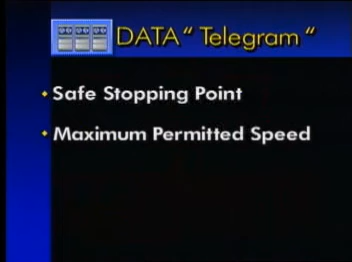 DATA “ Telegram “
Safe Stopping Point
Maximum Permitted Speed